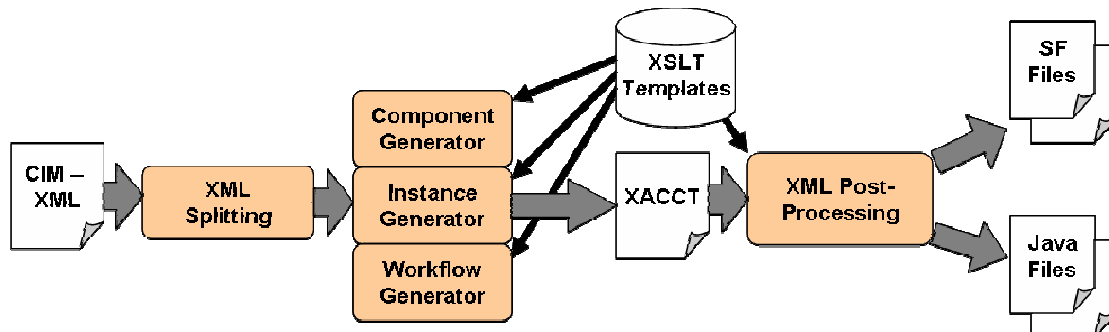 CIM –
XML
XML
Splitting
Component
Generator
Instance
Generator
Workflow
Generator
XSLT
Templates
XACCT
XML Post-
Processing
SF
Files
Java
Files